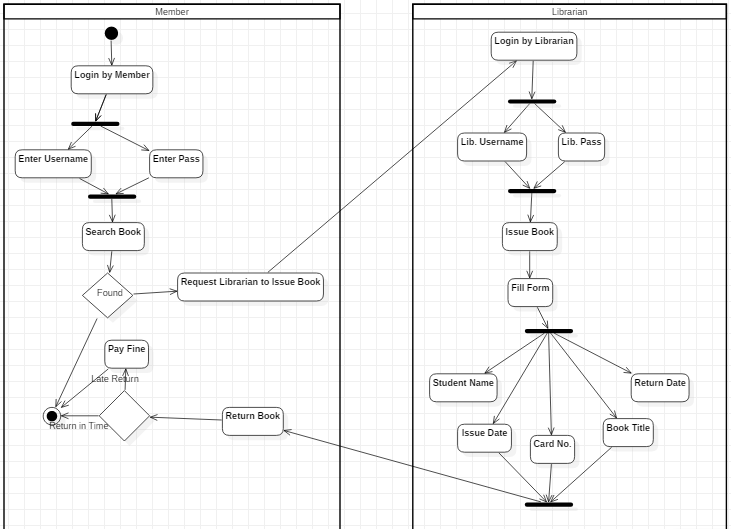 Member
Librarian
Login by Member
Enter Username
Enter Pass
Search Book
Found
Request Librarian to Issue Book
Pay Fine
Late Return
Return in Time
Return Book
Login by Librarian
Lib. Username
Lib. Pass
Issue Book
Fill Form
Student Name
Return Date
Issue Date
Card No.
Book Title